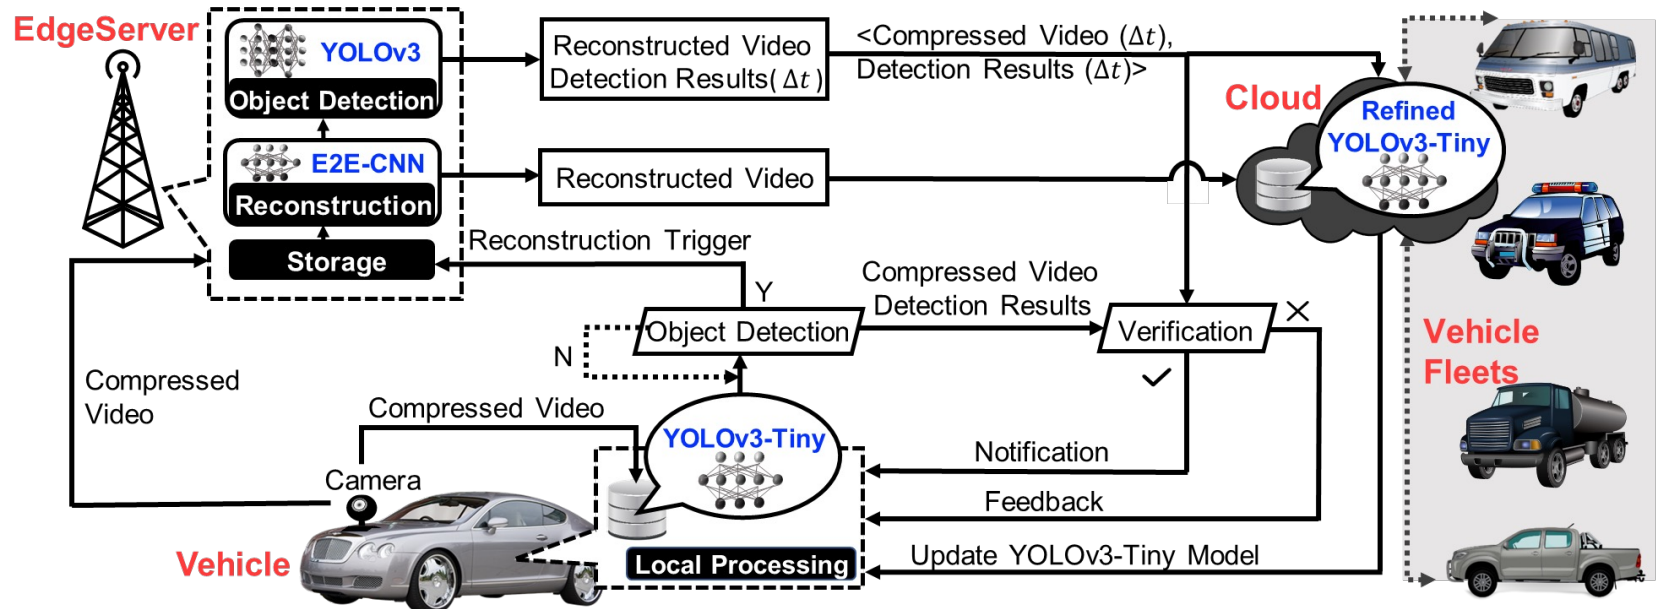 EdgeServer
YOLOv3
Object Detection
E2E-CNN
Reconstruction
Storage
Reconstructed Video
Detection Results(Δt)
Reconstructed Video
<Compressed Video (Δt),
Detection Results (Δt)>
Cloud
Refined
YOLOv3-Tiny
Reconstruction Trigger
Y
Object Detection
N
Compressed Video
Detection Results
Verification
Vehicle
Fleets
Compressed
Video
Compressed Video
Camera
YOLOv3-Tiny
Notification
Feedback
Vehicle
Local Processing
Update YOLOv3-Tiny Model